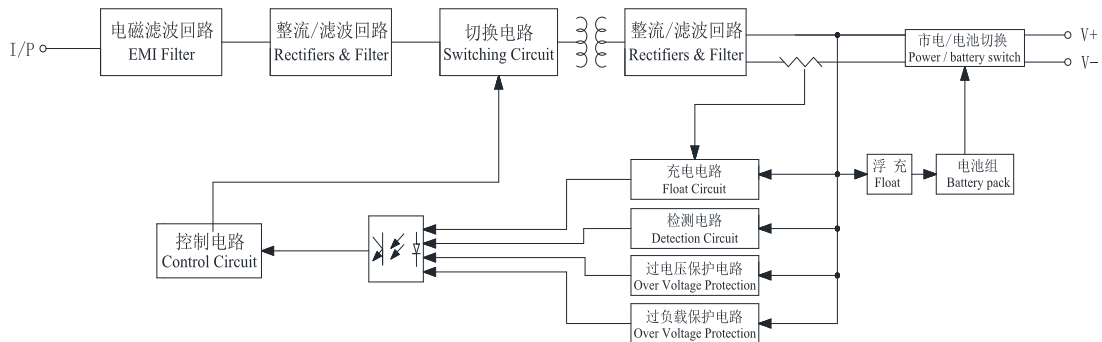 I/P
电磁滤波回路
EMI Filter
整流/滤波回路
Rectifiers & Filter
切换电路
Switching Circuit
整流/滤波回路
Rectifiers & Filter
市电/电池切换
Power / battery switch
V+
V-
充电电路
Float Circuit
浮 充
Float
电池组
Battery pack
检测电路
Detection Circuit
控制电路
Control Circuit
过电压保护电路
Over Voltage Protection
过负载保护电路
Over Voltage Protection